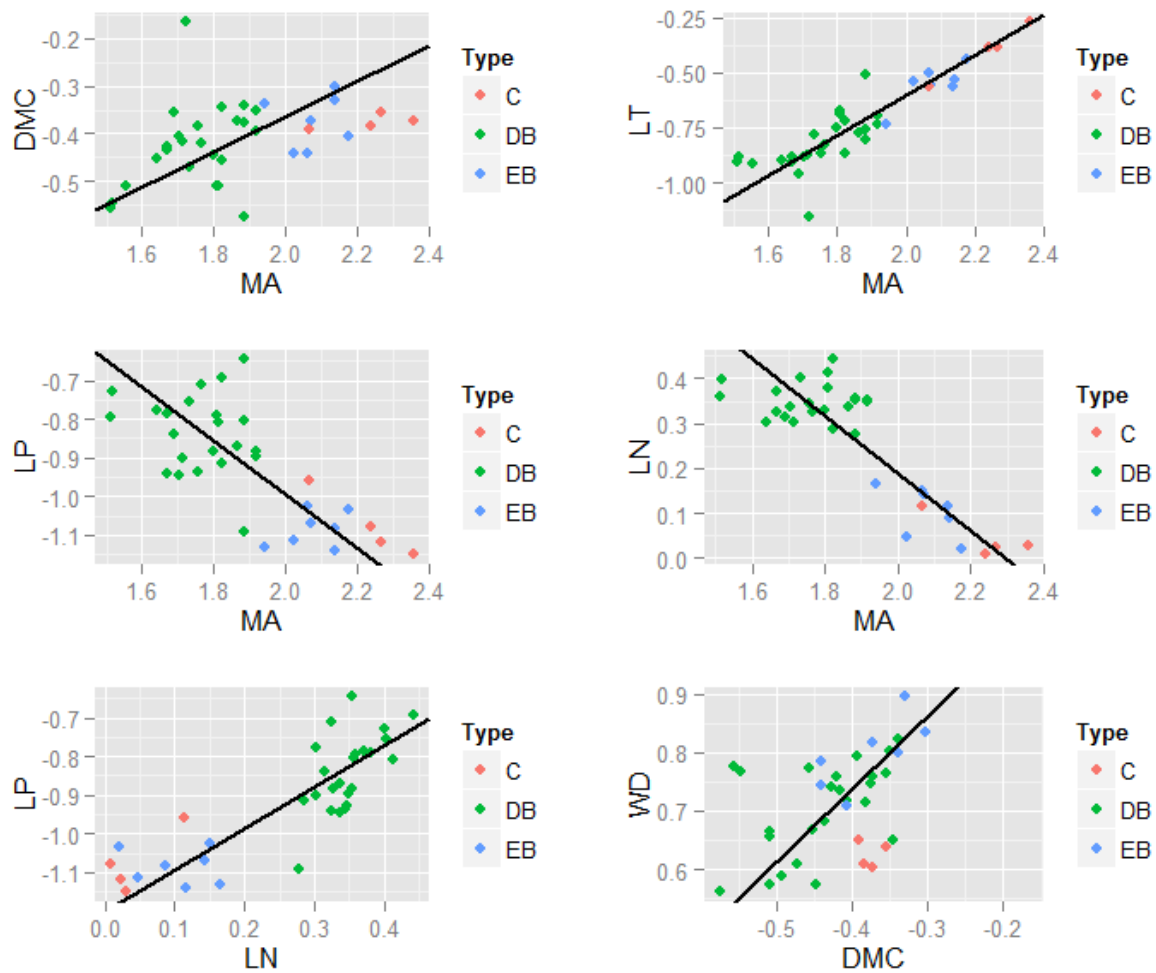 DMC
-0.2
-0.3
-0.4
-0.5
1.6 1.8 2.0 2.2 2.4
MA
Type
C
DB
EB
LT
-0.25
-0.50
-0.75
-1.00
1.6 1.8 2.0 2.2 2.4
MA
Type
C
DB
EB
LP
-0.7
-0.8
-0.9
-1.0
-1.1
1.6 1.8 2.0 2.2 2.4
MA
Type
C
DB
EB
LN
0.4
0.3
0.2
0.1
0.0
1.6 1.8 2.0 2.2 2.4
MA
Type
C
DB
EB
LP
-0.7
-0.8
-0.9
-1.0
-1.1
0.0 0.1 0.2 0.3 0.4
LN
Type
C
DB
EB
WD
0.9
0.8
0.7
0.6
-0.5 -0.4 -0.3 -0.2
DMC
Type
C
DB
EB